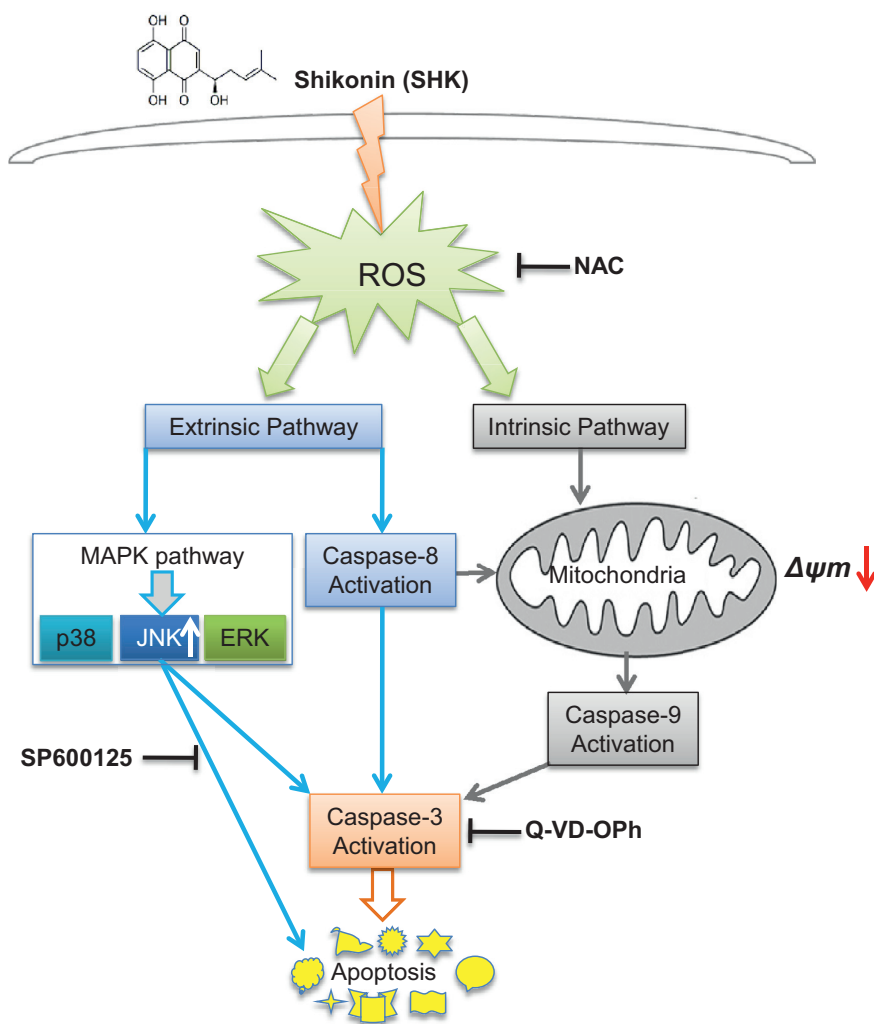 OH
O
OH
O
OH
Shikonin (SHK)
ROS
NAC
Extrinsic Pathway
Intrinsic Pathway
MAPK pathway
p38
JNK
ERK
Caspase-8
Activation
Mitochondria
Δψm
Caspase-9
Activation
SP600125
Caspase-3
Activation
Q-VD-OPh
Apoptosis